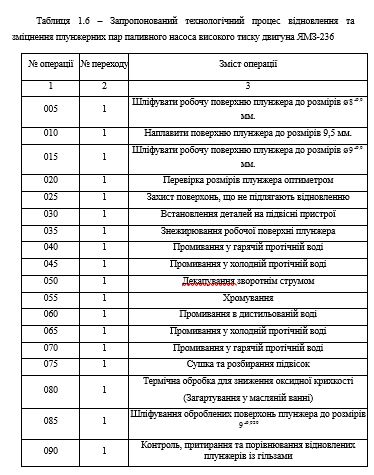 Таблиця 1.6 – Запропонований технологічний процес відновлення та
зміцнення плунжерних пар паливного насоса високого тиску двигуна ЯМЗ-236
№ операції № переходу Зміст операції
1 2 3
005 1 Шліфувати робочу поверхню плунжера до розмірів ø8
мм.
010 1 Наплавити поверхню плунжера до розмірів 9,5 мм.
015 1 Шліфувати робочу поверхню плунжера до розмірів ø9
мм.
020 1 Перевірка розмірів плунжера оптиметром
025 1 Захист поверхонь, що не підлягають відновленню
030 1 Встановлення деталей на підвісні пристрої
035 1 Знежирювання робочої поверхні плунжера
040 1 Промивання у гарячій протічній воді
045 1 Промивання у холодній протічній воді
050 1 Декапування зворотнім струмом
055 1 Хромування
060 1 Промивання в дистильованій воді
065 1 Промивання у холодній протічній воді
070 1 Промивання у гарячій протічній воді
075 1 Сушка та розбирання підвісок
080 1 Термічна обробка для зниження оксидної крихкості
(Загартування у масляній ванні)
085 1 Шліфування оброблених поверхонь плунжера до розмірів
9
090 1 Контроль, притирання та порівнювання відновлених
плунжерів із гільзами